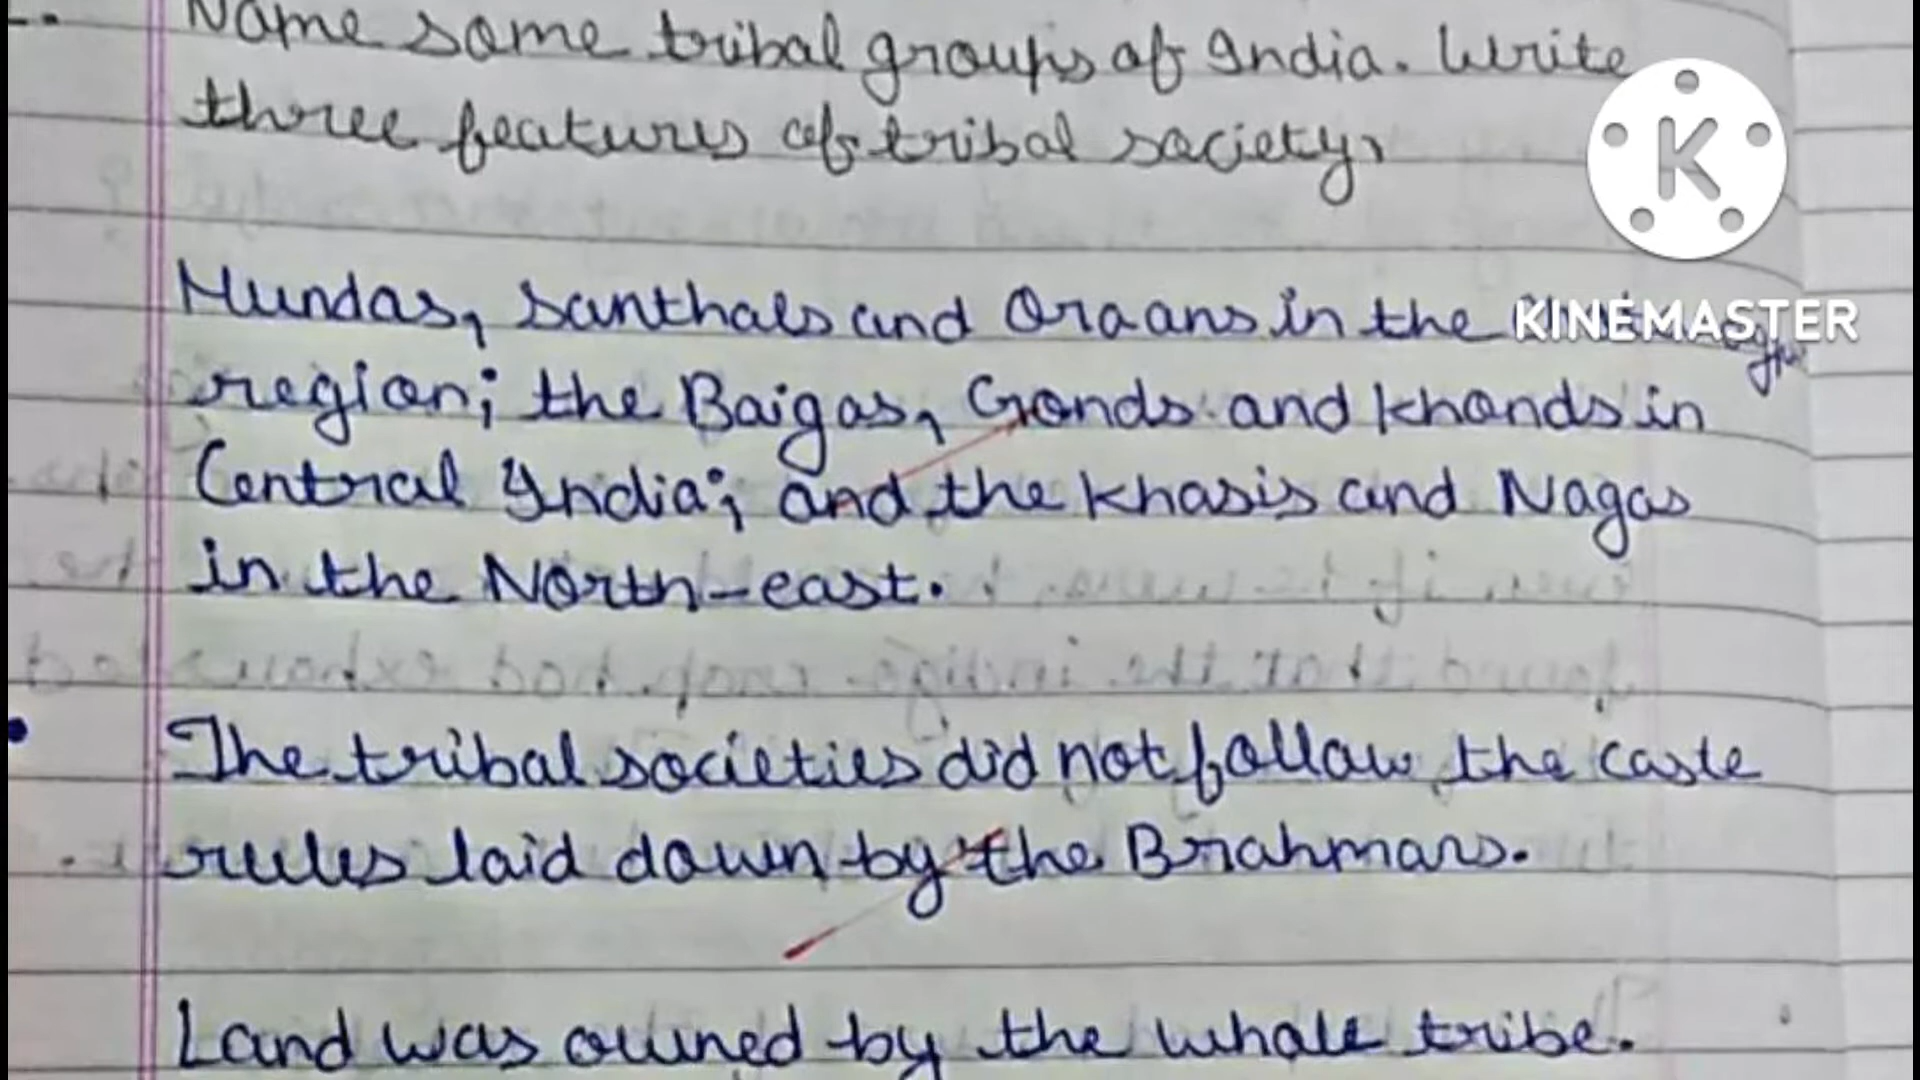 Name some tribal groups of India. Write
three features of tribal society,
KINEMASTER
Mundas, Santhals and Oraans in the
region; the Baigas, Gonds and Khonds in
Central India; and the Khasis and Nagas
in the North-east.
The tribal societies did not follow the caste
rules laid down by the Brahmans.
Land was owned by the whole tribe.